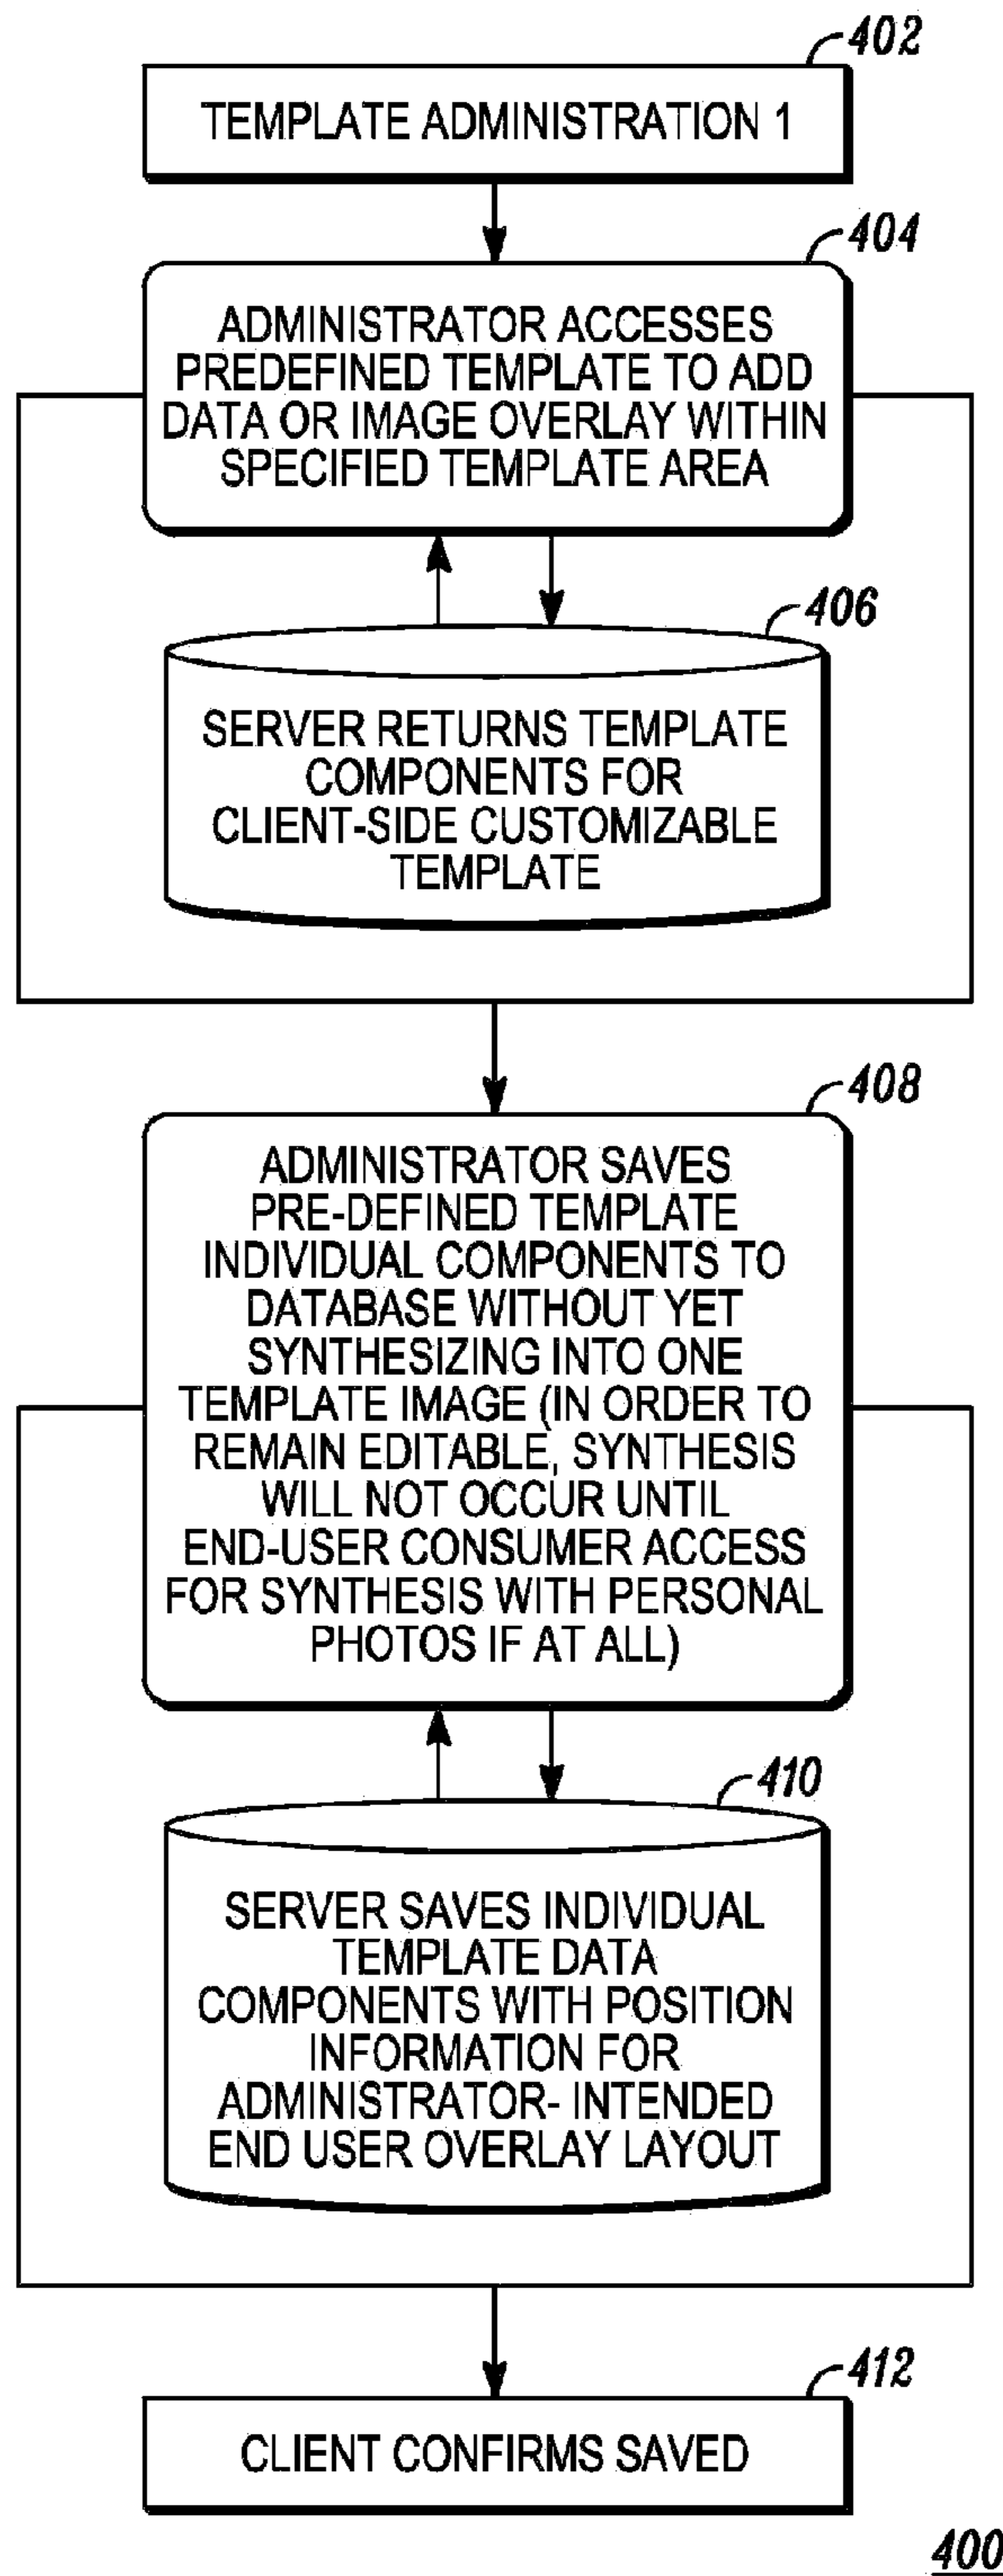 402
TEMPLATE ADMINISTRATION 1
404
ADMINISTRATOR ACCESSES
PREDEFINED TEMPLATE TO ADD
DATA OR IMAGE OVERLAY WITHIN
SPECIFIED TEMPLATE AREA
406
SERVER RETURNS TEMPLATE
COMPONENTS FOR
CLIENT-SIDE CUSTOMIZABLE
TEMPLATE
408
ADMINISTRATOR SAVES
PRE-DEFINED TEMPLATE
INDIVIDUAL COMPONENTS TO
DATABASE WITHOUT YET
SYNTHESIZING INTO ONE
TEMPLATE IMAGE (IN ORDER TO
REMAIN EDITABLE, SYNTHESIS
WILL NOT OCCUR UNTIL
END-USER CONSUMER ACCESS
FOR SYNTHESIS WITH PERSONAL
PHOTOS IF AT ALL)
410
SERVER SAVES INDIVIDUAL
TEMPLATE DATA
COMPONENTS WITH POSITION
INFORMATION FOR
ADMINISTRATOR- INTENDED
END USER OVERLAY LAYOUT
412
CLIENT CONFIRMS SAVED
400